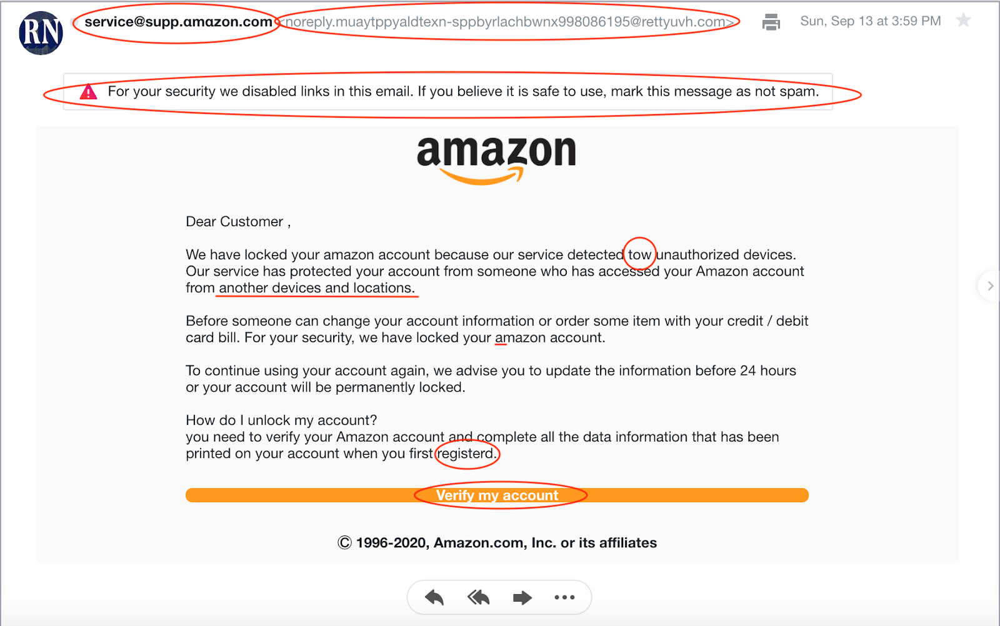 RN service@supp.amazon.com <noreply.muaytppyaldtexn-sppbyrlachbwnx998086195@rettyuvh.com> Sun, Sep 13 at 3:59 PM
For your security we disabled links in this email. If you believe it is safe to use, mark this message as not spam.
amazon
Dear Customer ,
We have locked your amazon account because our service detected tow unauthorized devices.
Our service has protected your account from someone who has accessed your Amazon account
from another devices and locations.
Before someone can change your account information or order some item with your credit / debit
card bill. For your security, we have locked your amazon account.
To continue using your account again, we advise you to update the information before 24 hours
or your account will be permanently locked.
How do I unlock my account?
you need to verify your Amazon account and complete all the data information that has been
printed on your account when you first registerd.
Verify my account
© 1996-2020, Amazon.com, Inc. or its affiliates